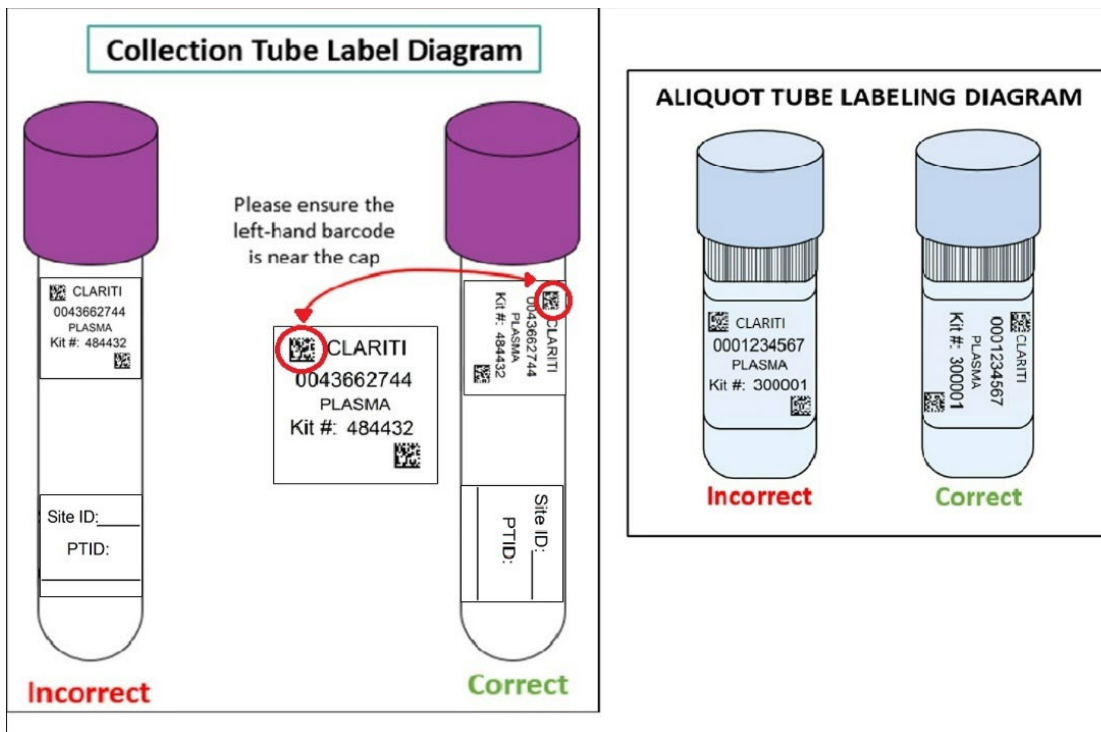 Collection Tube Label Diagram
Please ensure the
left-hand barcode
is near the cap
CLARITI
0043662744
PLASMA
Kit #: 484432
Site ID:
PTID:
Incorrect
CLARITI
0043662744
PLASMA
Kit #: 484432
CLARITI
0043662744
PLASMA
Kit #: 484432
Site ID:
PTID:
Correct
ALIQUOT TUBE LABELING DIAGRAM
CLARITI
0001234567
PLASMA
Kit #: 300001
Incorrect
CLARITI
0001234567
PLASMA
Kit #: 300001
Correct